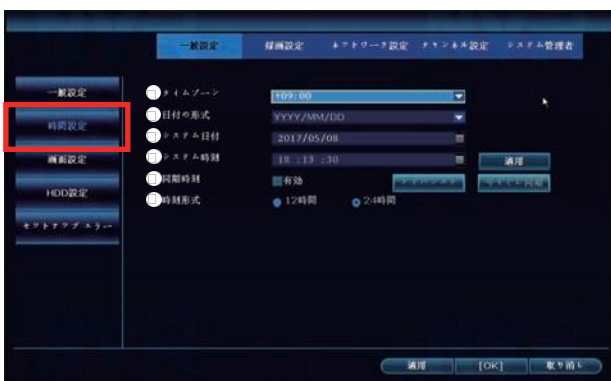 一般設定 録画設定 ネットワーク設定 チャンネル設定 システム管理者
一般設定
時間設定
画面設定
HDD設定
タイムゾーン +09:00
日付の形式 YYYY/MM/DD
システム日付 2017/05/08
システム時刻 18 :13 :30 適用
同期時刻 有効 今すぐ同期
時刻形式 12時間 24時間
適用 [OK] 取り消し